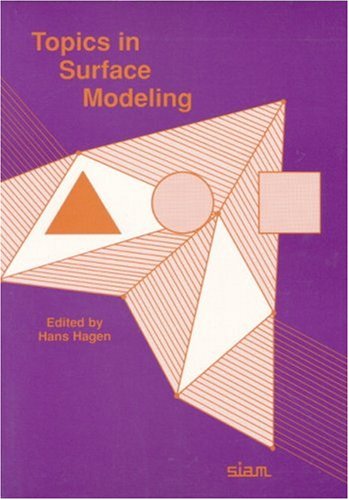 Topics in
Surface
Modeling
Edited by
Hans Hagen
siam